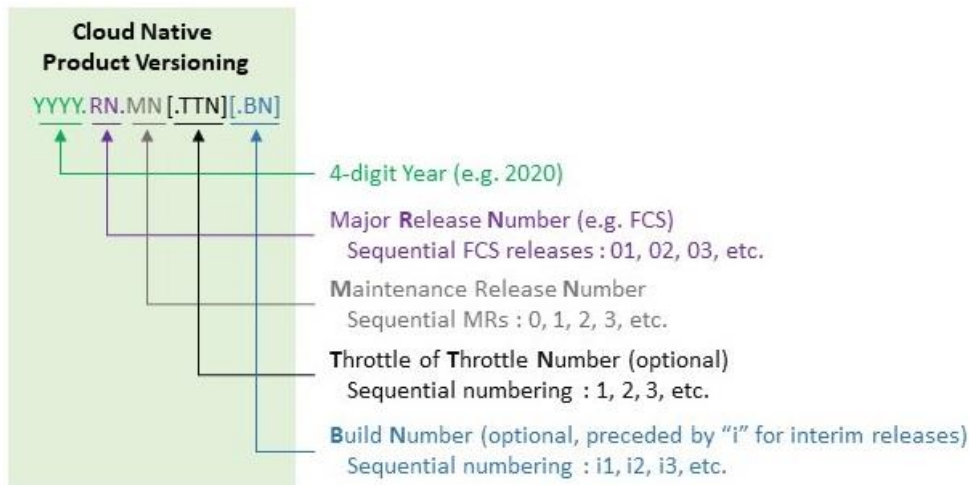 Cloud Native
Product Versioning
YYYY.RN.MN[.TTN][.BN]
4-digit Year (e.g. 2020)
Major Release Number (e.g. FCS)
Sequential FCS releases : 01, 02, 03, etc.
Maintenance Release Number
Sequential MRs : 0, 1, 2, 3, etc.
Throttle of Throttle Number (optional)
Sequential numbering : 1, 2, 3, etc.
Build Number (optional, preceded by “i” for interim releases)
Sequential numbering : i1, i2, i3, etc.